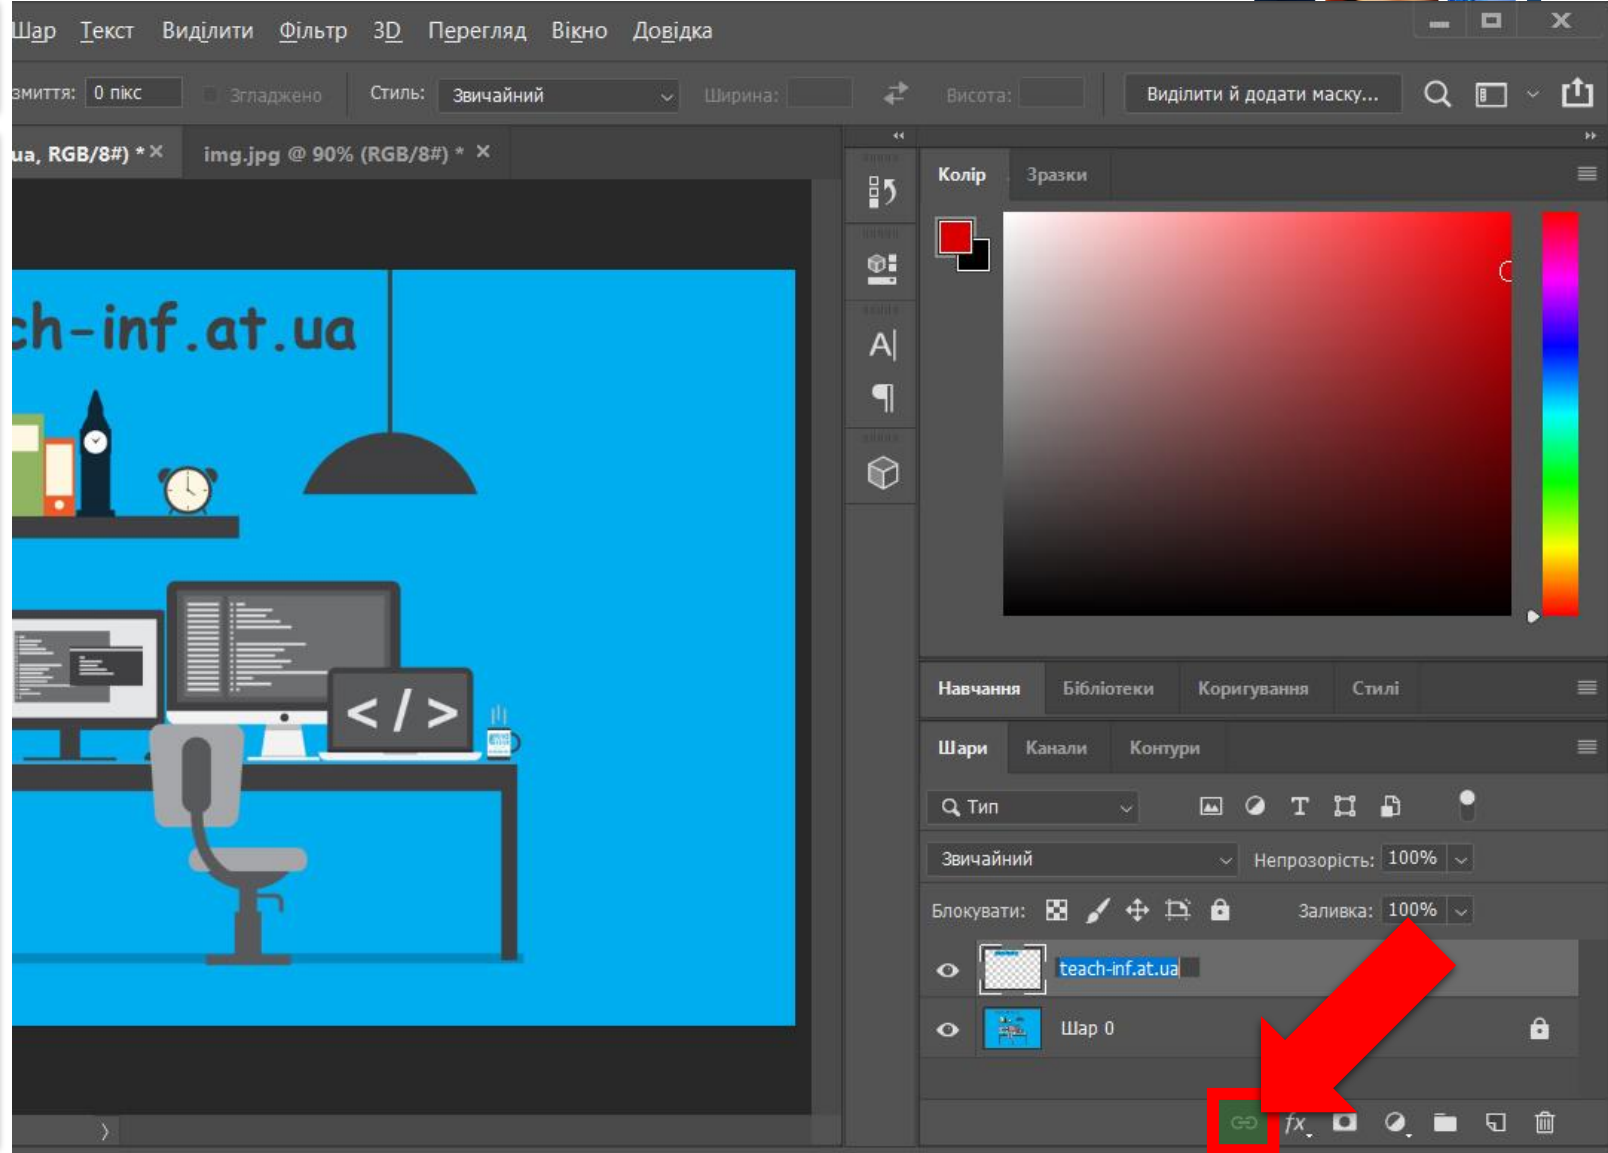 Шар Текст Виділити Фільтр 3D Перегляд Вікно Довідка
змиття: 0 пікс Згладжено Стиль: Звичайний Ширина: Висота: Виділити й додати маску...
ua, RGB/8#) * × img.jpg @ 90% (RGB/8#) * ×
Колір Зразки
ch-inf.at.ua
</>
Навчання Бібліотеки Коригування Стилі
Шари Канали Контури
Тип
Звичайний Непрозорість: 100%
Блокувати: Заливка: 100%
teach-inf.at.ua
Шар 0
fx